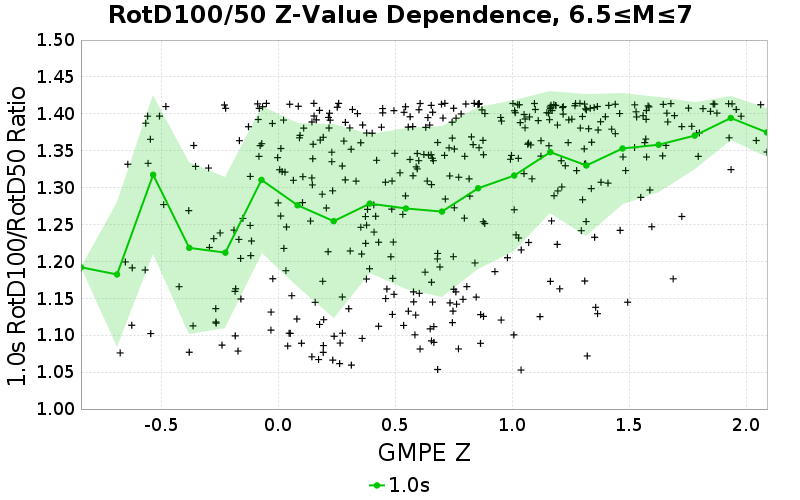 RotD100/50 Z-Value Dependence, 6.5≤M≤7
1.0s RotD100/RotD50 Ratio
1.50
1.45
1.40
1.35
1.30
1.25
1.20
1.15
1.10
1.05
1.00
-0.5 0.0 0.5 1.0 1.5 2.0
GMPE Z
1.0s